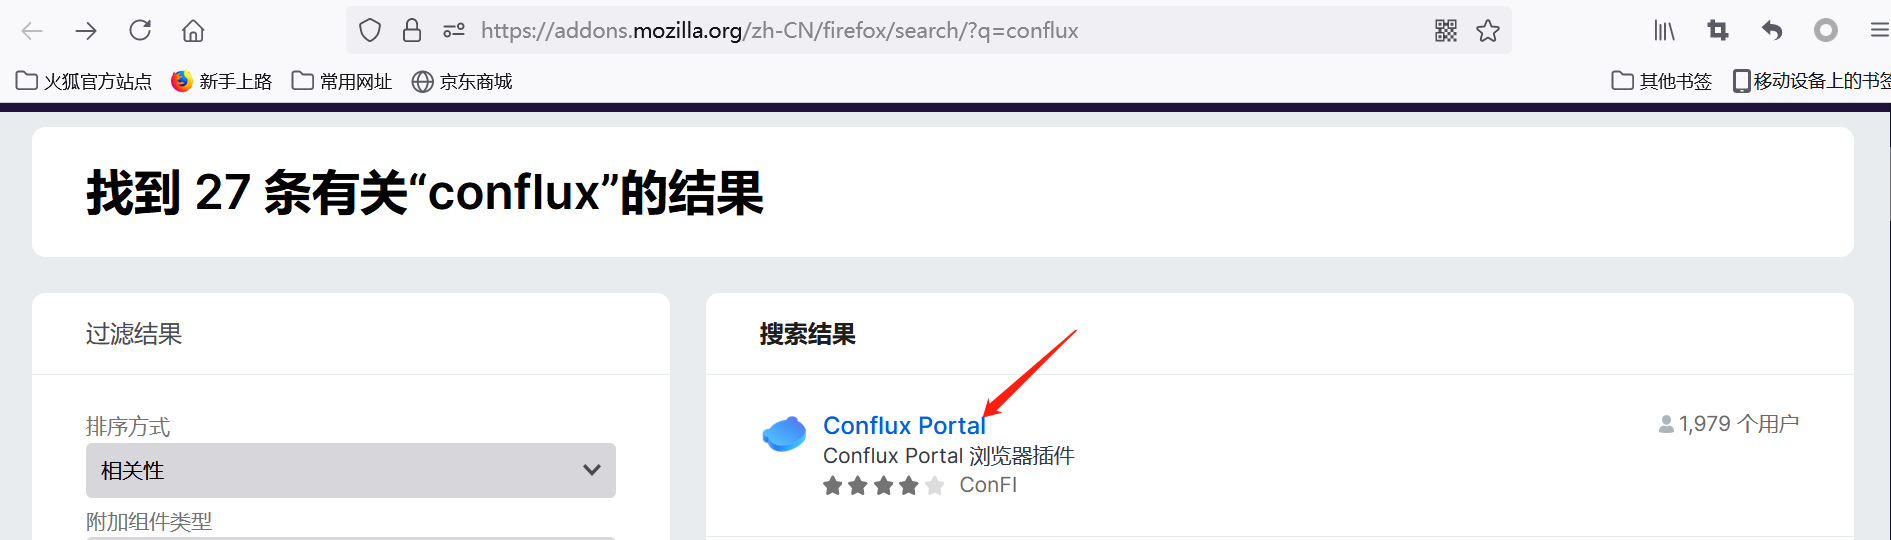 https://addons.mozilla.org/zh-CN/firefox/search/?q=conflux
火狐官方站点 新手上路 常用网址 京东商城 其他书签 移动设备上的书签
找到 27 条有关“conflux”的结果
过滤结果
搜索结果
排序方式
相关性
附加组件类型
Conflux Portal
1,979 个用户
Conflux Portal 浏览器插件
ConFI